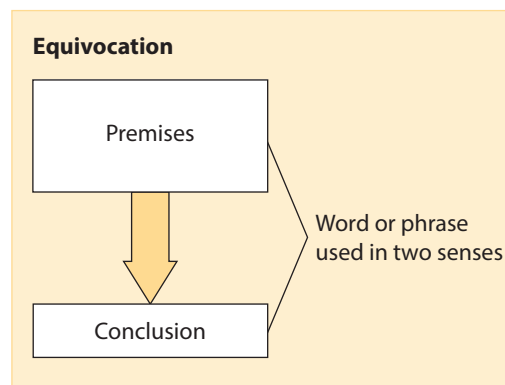 Equivocation
Premises
Word or phrase
used in two senses
Conclusion